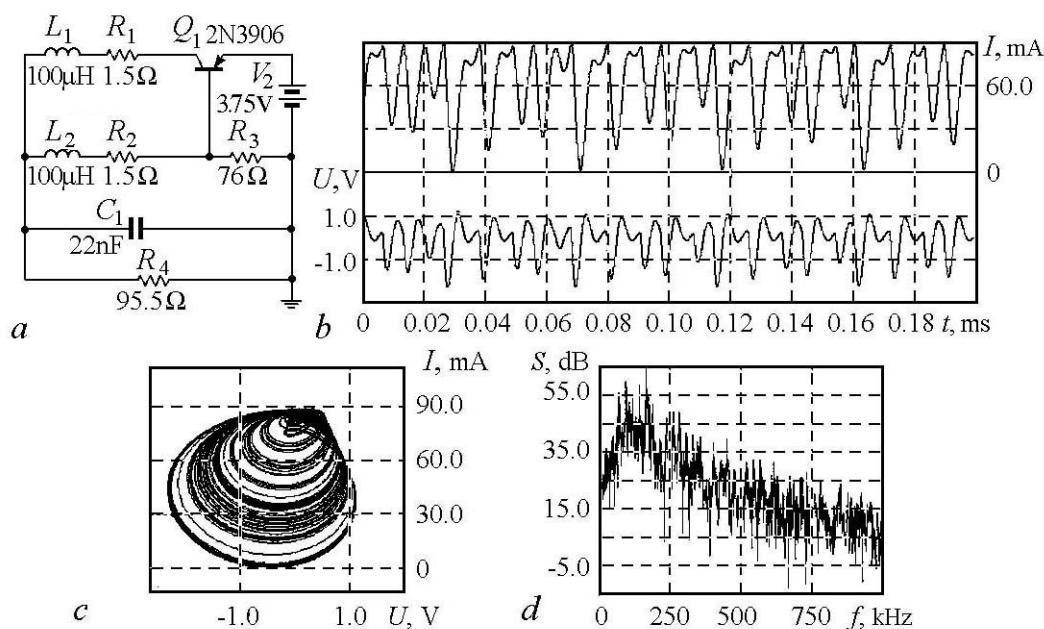 L1 R1 Q1 2N3906
100μH 1.5Ω
V2
3.75V
L2 R2 R3
100μH 1.5Ω 76Ω
C1
22nF
R4
95.5Ω
a
I, mA
60.0
0
U, V
1.0
-1.0
0 0.02 0.04 0.06 0.08 0.10 0.12 0.14 0.16 0.18 t, ms
b
I, mA
90.0
60.0
30.0
0
-1.0 1.0 U, V
c
S, dB
55.0
35.0
15.0
-5.0
0 250 500 750 f, kHz
d